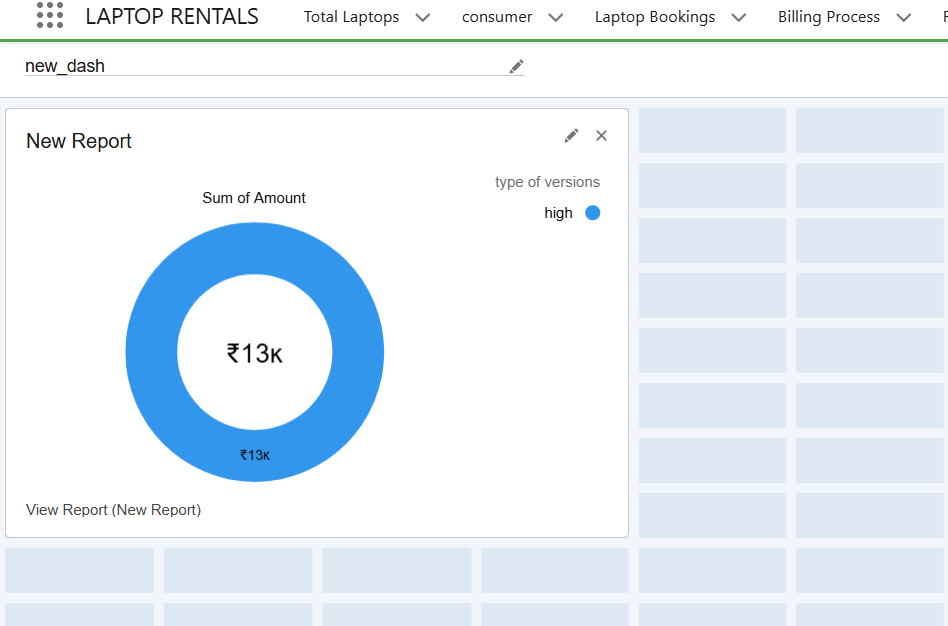 LAPTOP RENTALS Total Laptops consumer Laptop Bookings Billing Process
new_dash
New Report
type of versions
Sum of Amount
high
₹13K
₹13K
View Report (New Report)